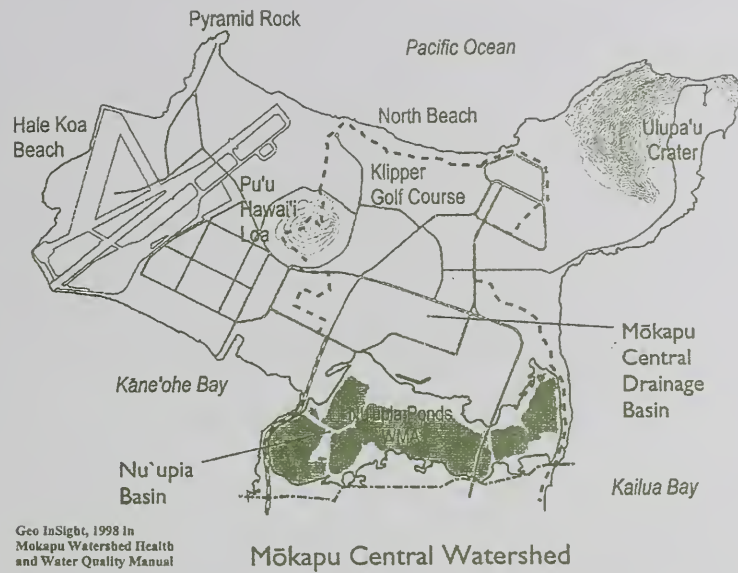 Pyramid Rock
Pacific Ocean
Hale Koa
Beach
North Beach
Ulupa'u
Crater
Klipper
Golf Course
Pu'u
Hawai'i
Loa
Mōkapu
Central
Drainage
Basin
Kāne'ohe Bay
Nu'upia Ponds
WMA
Nu`upia
Basin
Kailua Bay
Geo InSight, 1998 in
Mokapu Watershed Health
and Water Quality Manual
Mōkapu Central Watershed